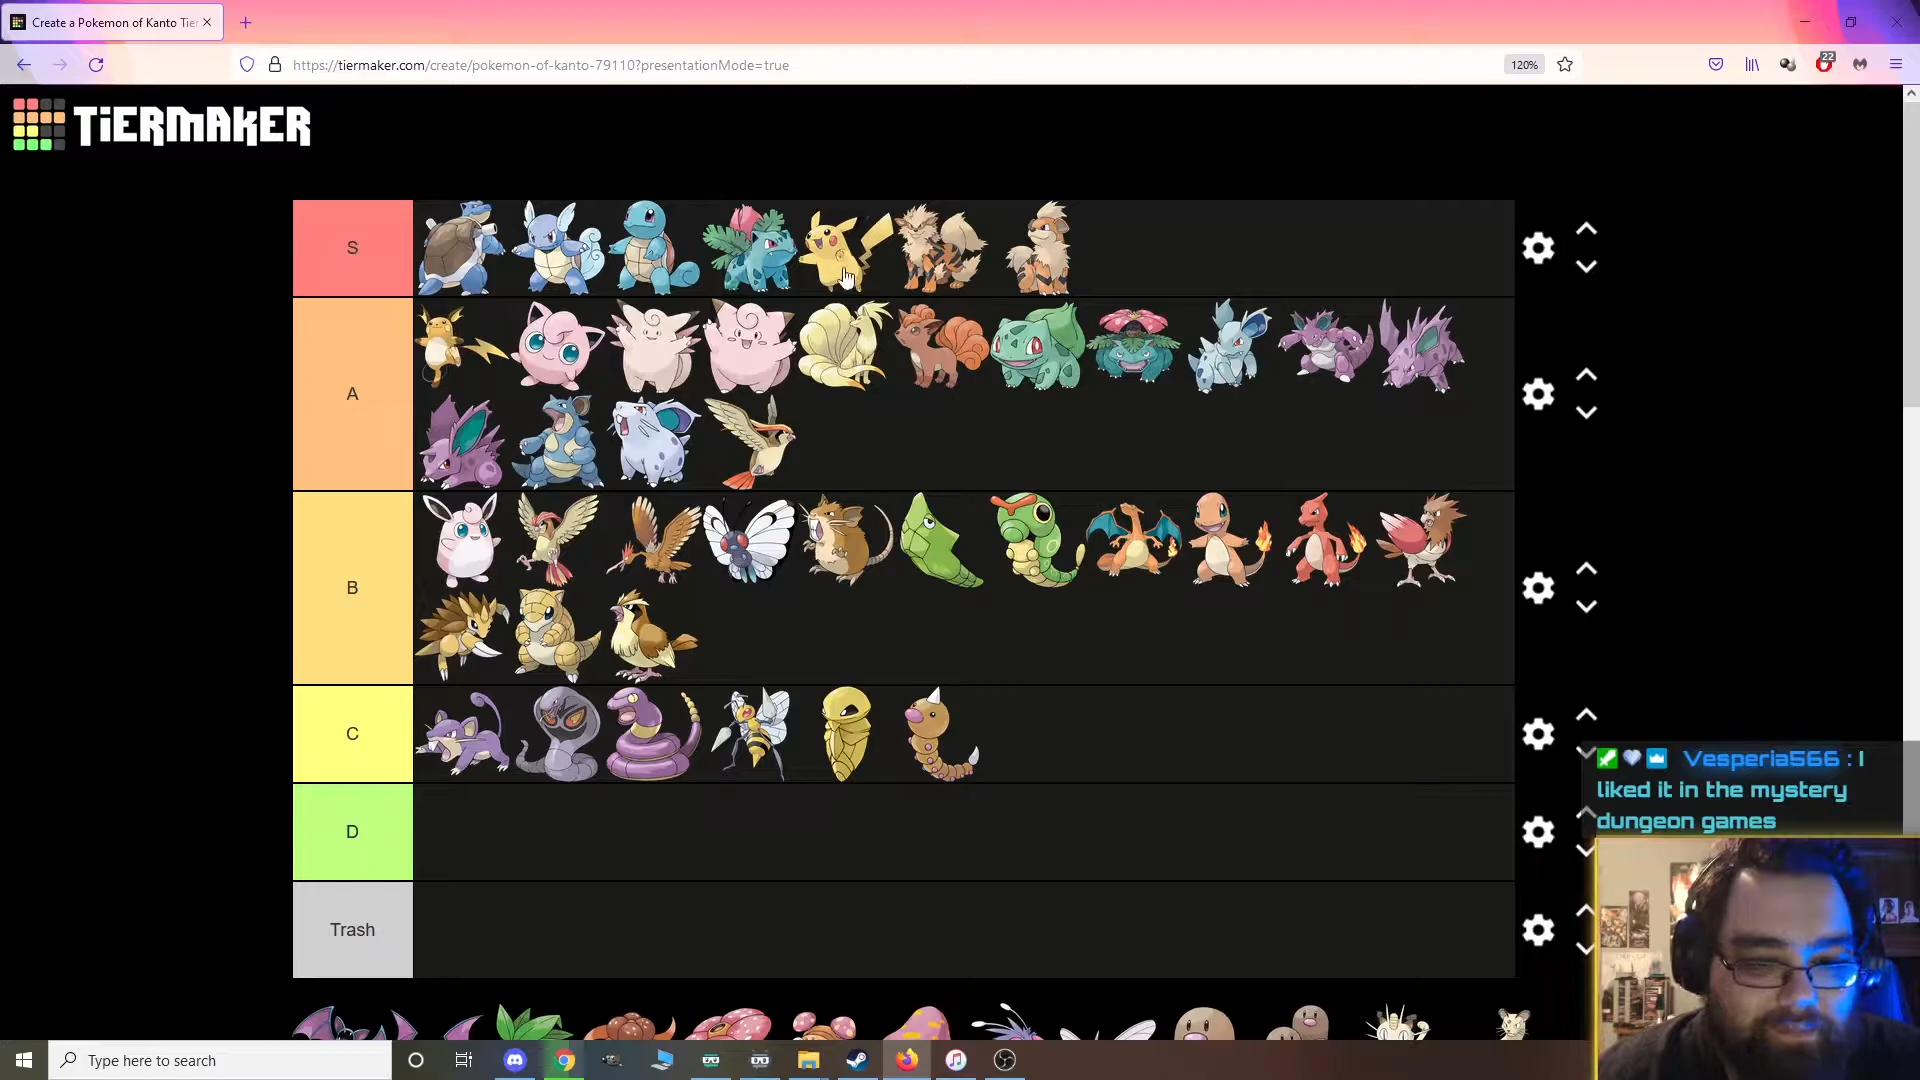 Create a Pokemon of Kanto Tier
https://tiermaker.com/create/pokemon-of-kanto-79110?presentationMode=true
120%
22
TiERMAKER
S
A
B
C
D
Trash
Vesperia566 : I
liked it in the mystery
dungeon games
Type here to search